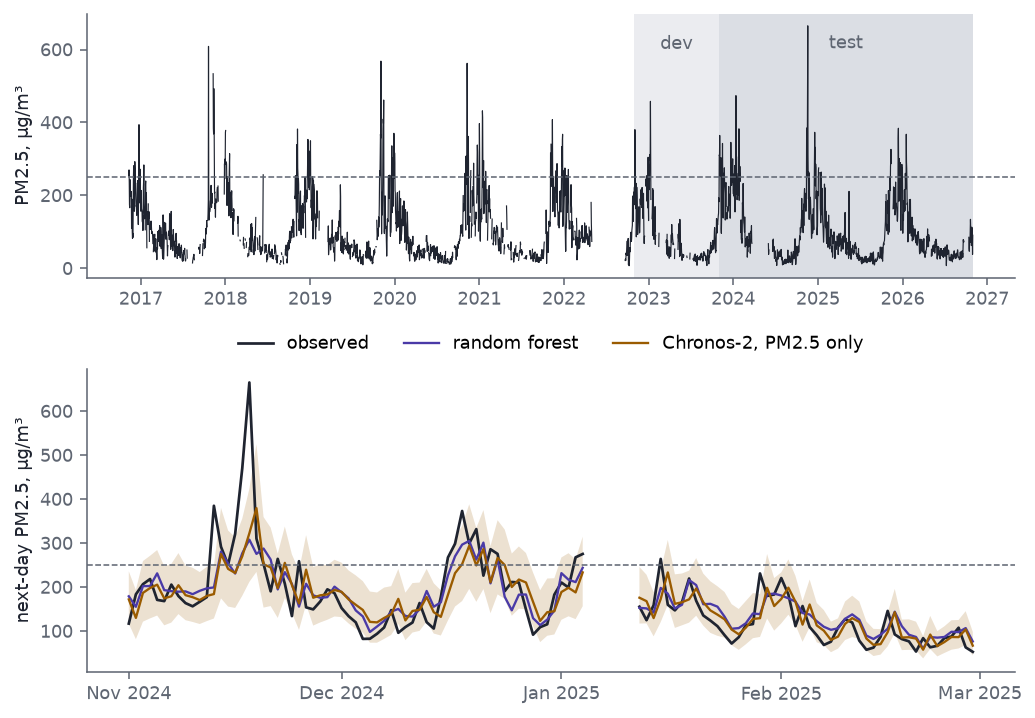 PM2.5, µg/m³
600
400
200
0
dev
test
2017 2018 2019 2020 2021 2022 2023 2024 2025 2026 2027
observed random forest Chronos-2, PM2.5 only
next-day PM2.5, µg/m³
600
500
400
300
200
100
Nov 2024 Dec 2024 Jan 2025 Feb 2025 Mar 2025